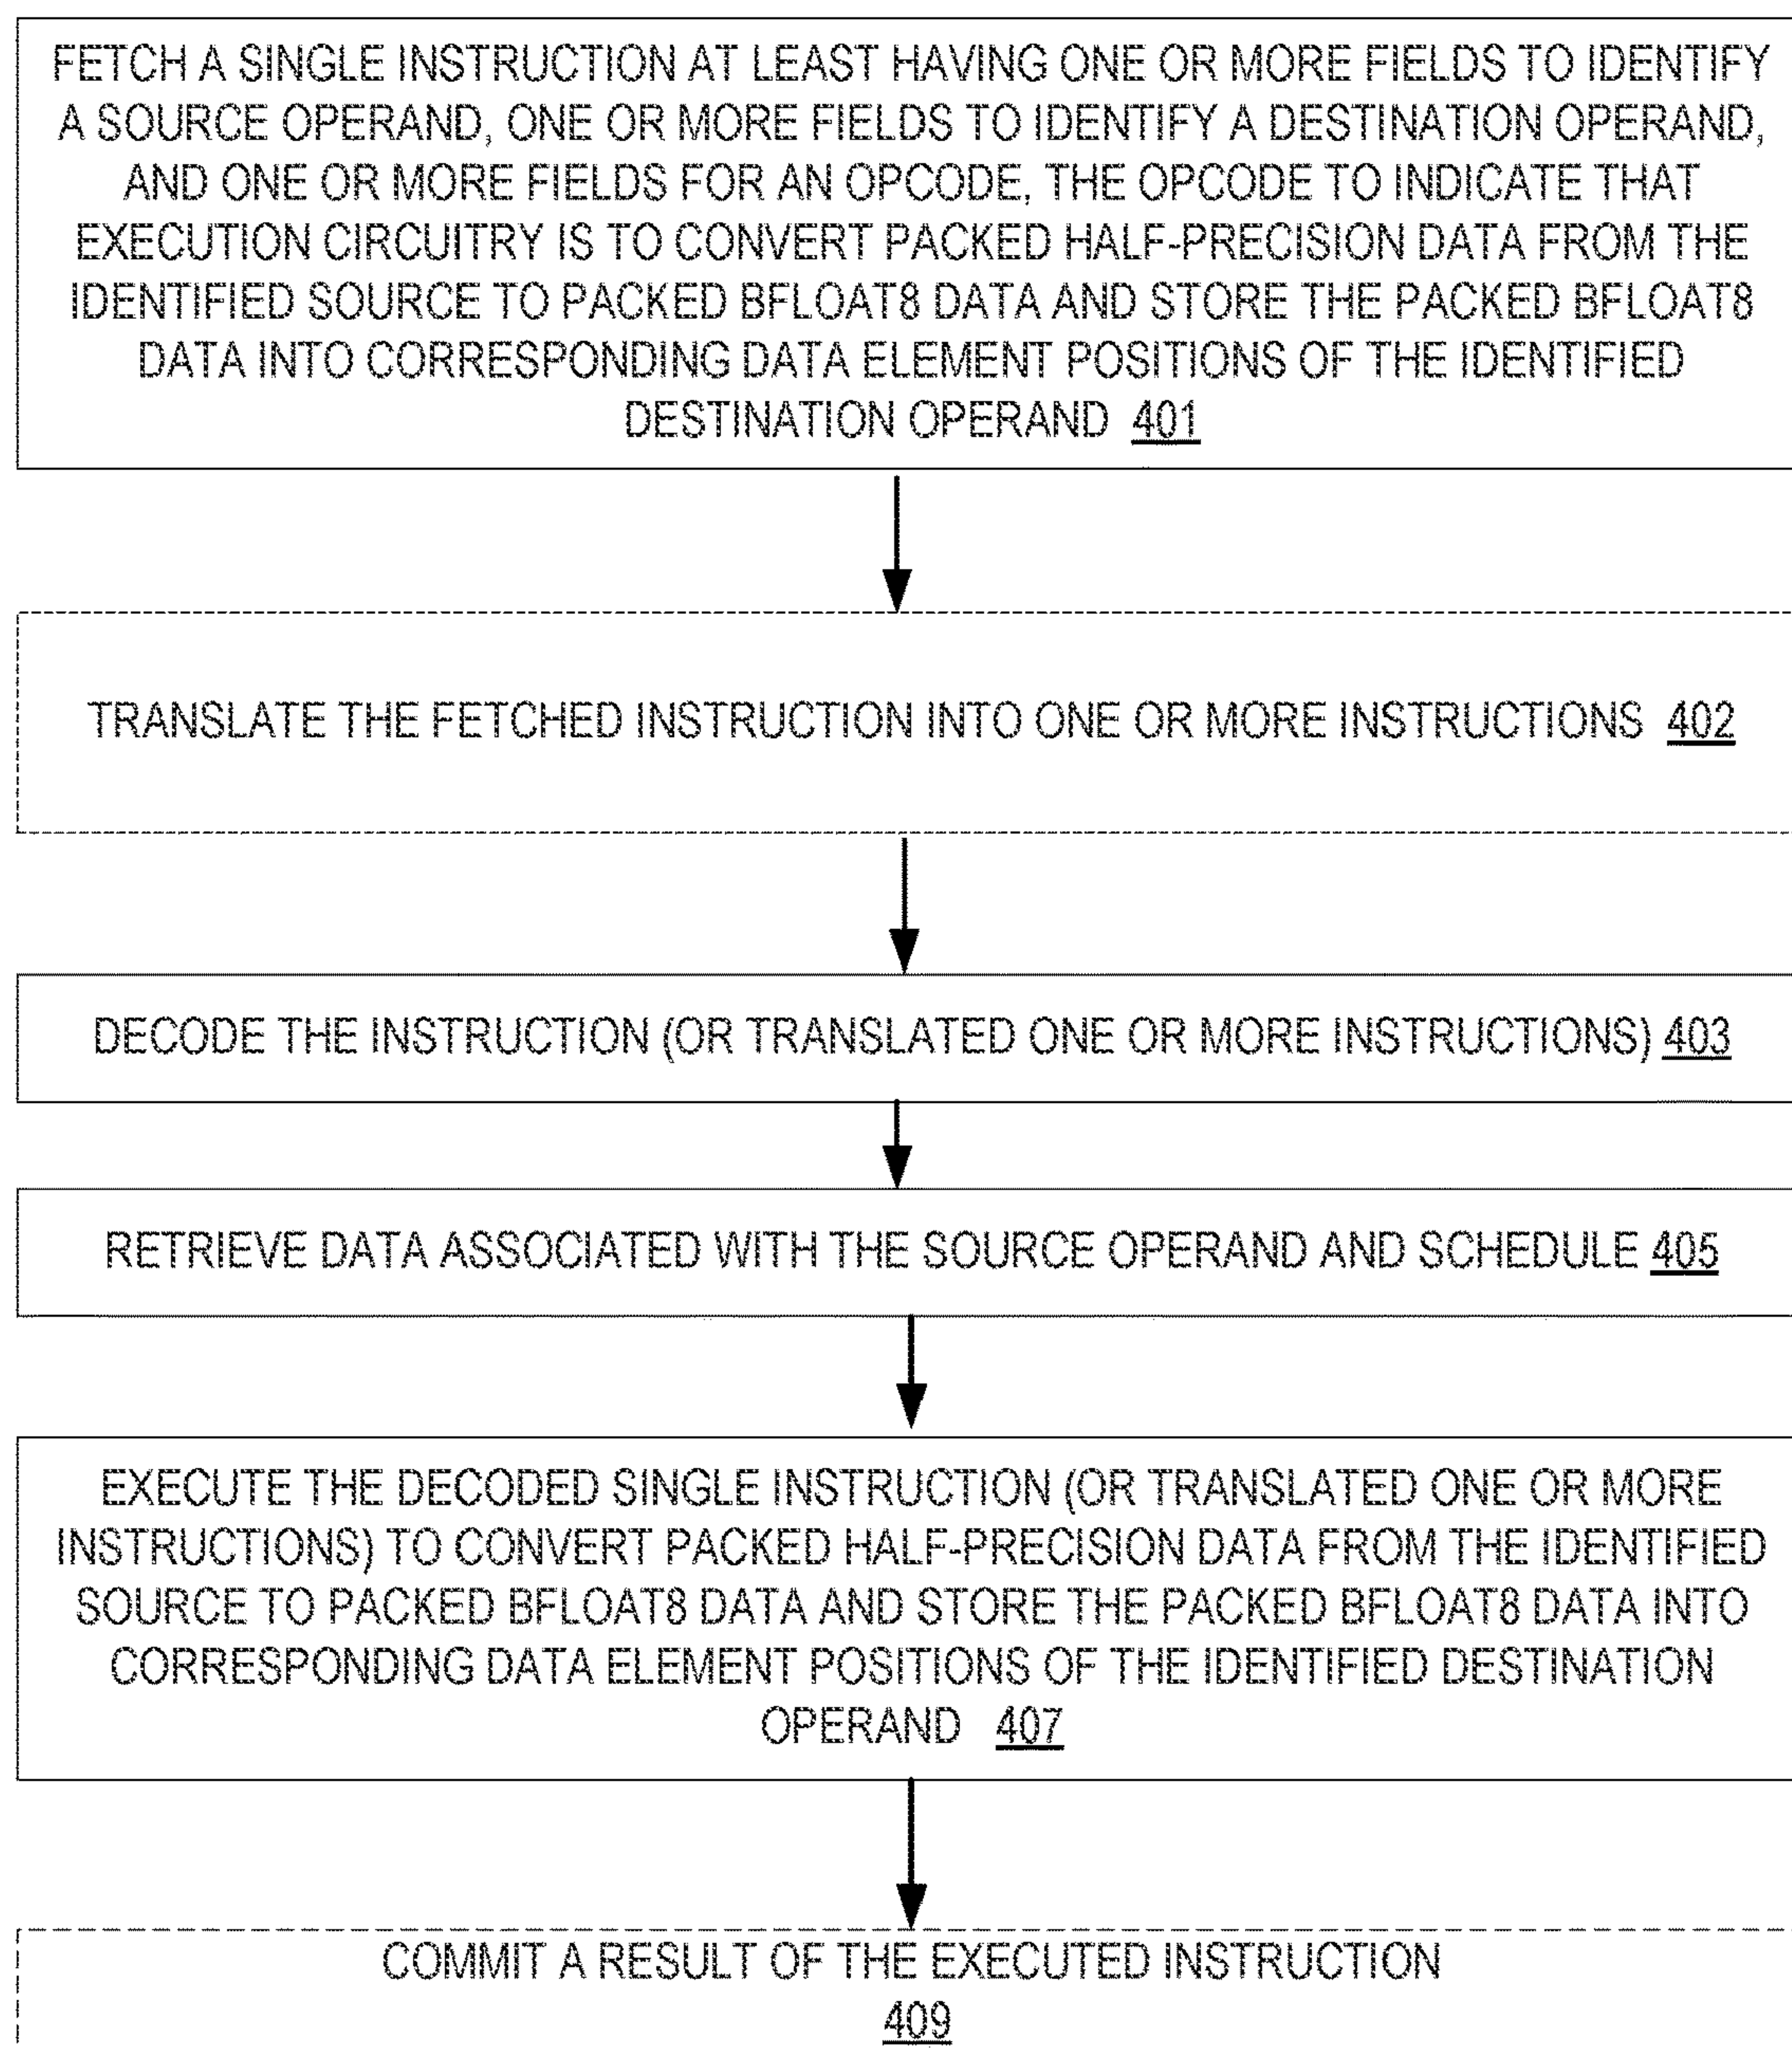 FETCH A SINGLE INSTRUCTION AT LEAST HAVING ONE OR MORE FIELDS TO IDENTIFY
A SOURCE OPERAND, ONE OR MORE FIELDS TO IDENTIFY A DESTINATION OPERAND,
AND ONE OR MORE FIELDS FOR AN OPCODE, THE OPCODE TO INDICATE THAT
EXECUTION CIRCUITRY IS TO CONVERT PACKED HALF-PRECISION DATA FROM THE
IDENTIFIED SOURCE TO PACKED BFLOAT8 DATA AND STORE THE PACKED BFLOAT8
DATA INTO CORRESPONDING DATA ELEMENT POSITIONS OF THE IDENTIFIED
DESTINATION OPERAND 401
TRANSLATE THE FETCHED INSTRUCTION INTO ONE OR MORE INSTRUCTIONS 402
DECODE THE INSTRUCTION (OR TRANSLATED ONE OR MORE INSTRUCTIONS) 403
RETRIEVE DATA ASSOCIATED WITH THE SOURCE OPERAND AND SCHEDULE 405
EXECUTE THE DECODED SINGLE INSTRUCTION (OR TRANSLATED ONE OR MORE
INSTRUCTIONS) TO CONVERT PACKED HALF-PRECISION DATA FROM THE IDENTIFIED
SOURCE TO PACKED BFLOAT8 DATA AND STORE THE PACKED BFLOAT8 DATA INTO
CORRESPONDING DATA ELEMENT POSITIONS OF THE IDENTIFIED DESTINATION
OPERAND 407
COMMIT A RESULT OF THE EXECUTED INSTRUCTION
409